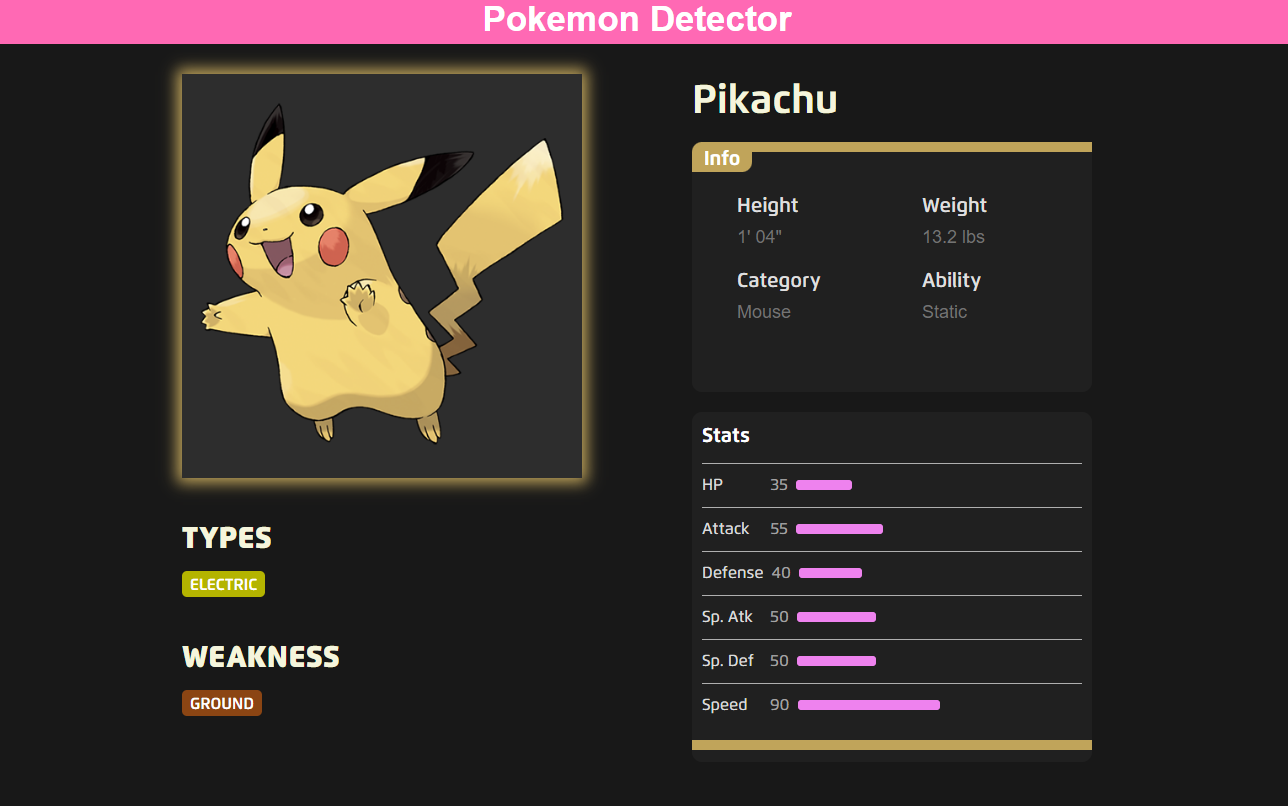 Pokemon Detector
Pikachu
Info
Height Weight
1' 04" 13.2 lbs
Category Ability
Mouse Static
Stats
HP 35
Attack 55
Defense 40
Sp. Atk 50
Sp. Def 50
Speed 90
TYPES
ELECTRIC
WEAKNESS
GROUND